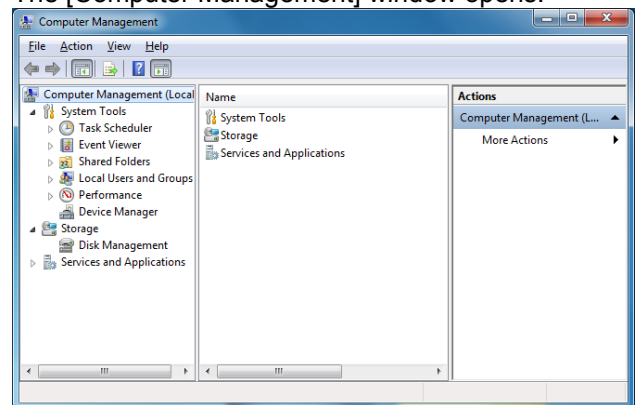 The [Computer Management] window opens.
Computer Management
File Action View Help
Computer Management (Local
System Tools
Task Scheduler
Event Viewer
Shared Folders
Local Users and Groups
Performance
Device Manager
Storage
Disk Management
Services and Applications
Name
System Tools
Storage
Services and Applications
Actions
Computer Management (L...
More Actions